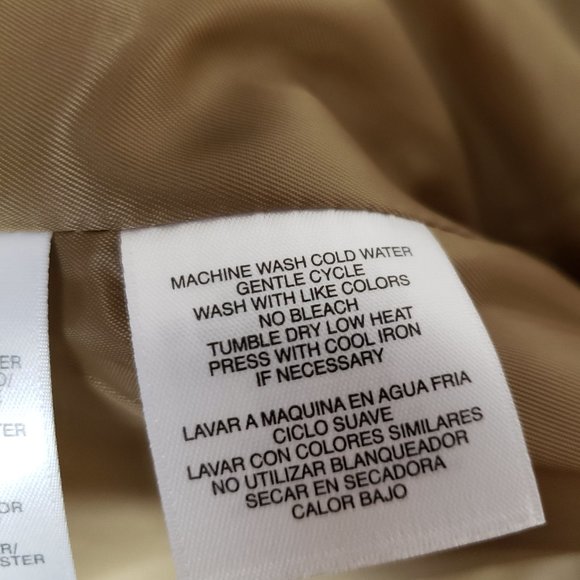 MACHINE WASH COLD WATER
GENTLE CYCLE
WASH WITH LIKE COLORS
NO BLEACH
TUMBLE DRY LOW HEAT
PRESS WITH COOL IRON
IF NECESSARY
LAVAR A MAQUINA EN AGUA FRIA
CICLO SUAVE
LAVAR CON COLORES SIMILARES
NO UTILIZAR BLANQUEADOR
SECAR EN SECADORA
CALOR BAJO